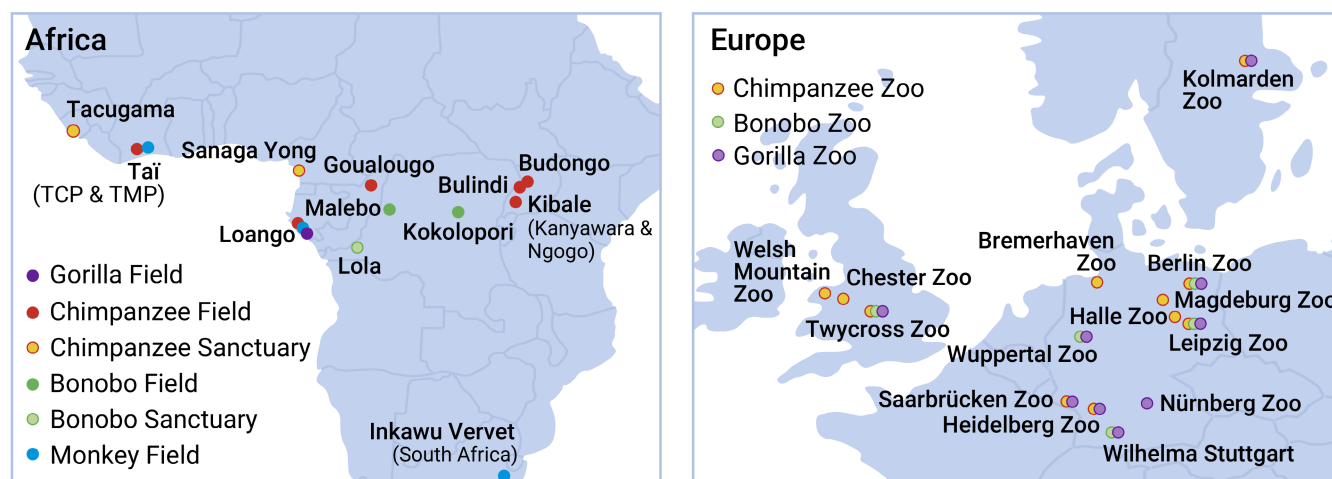 Africa
Tacugama
Taï
(TCP & TMP)
Sanaga Yong
Goualougo
Budongo
Bulindi
Malebo
Kibale
(Kanyawara &
Ngogo)
Kokolopori
Loango
Lola
Gorilla Field
Chimpanzee Field
Chimpanzee Sanctuary
Bonobo Field
Bonobo Sanctuary
Monkey Field
Inkawu Vervet
(South Africa)
Europe
Chimpanzee Zoo
Bonobo Zoo
Gorilla Zoo
Kolmarden
Zoo
Welsh
Mountain
Zoo
Chester Zoo
Twycross Zoo
Bremerhaven
Zoo
Berlin Zoo
Magdeburg Zoo
Halle Zoo
Leipzig Zoo
Wuppertal Zoo
Saarbrücken Zoo
Nürnberg Zoo
Heidelberg Zoo
Wilhelma Stuttgart